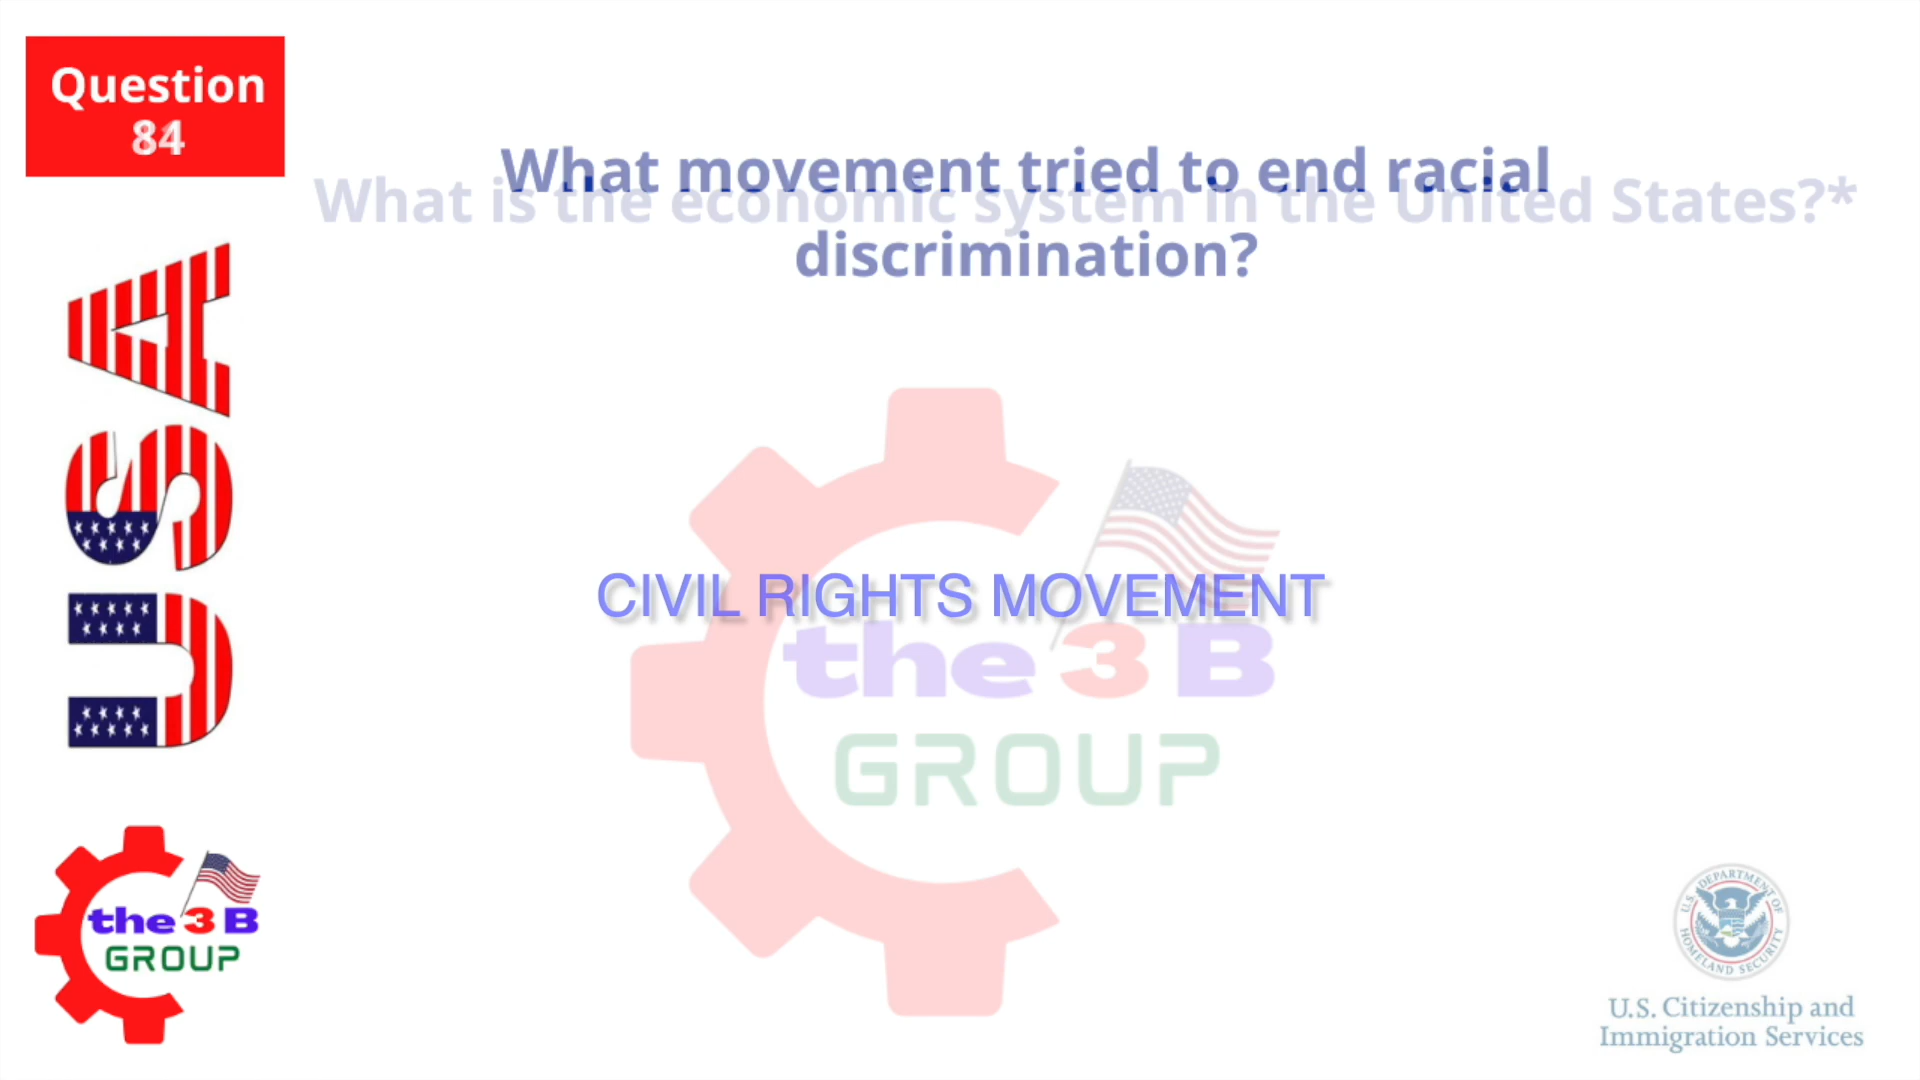 Question
84
What movement tried to end racial
What is the economic system in the United States?*
discrimination?
USA
CIVIL RIGHTS MOVEMENT
the 3 B
GROUP
the 3 B
GROUP
U.S. DEPARTMENT OF
HOMELAND SECURITY
U.S. Citizenship and
Immigration Services